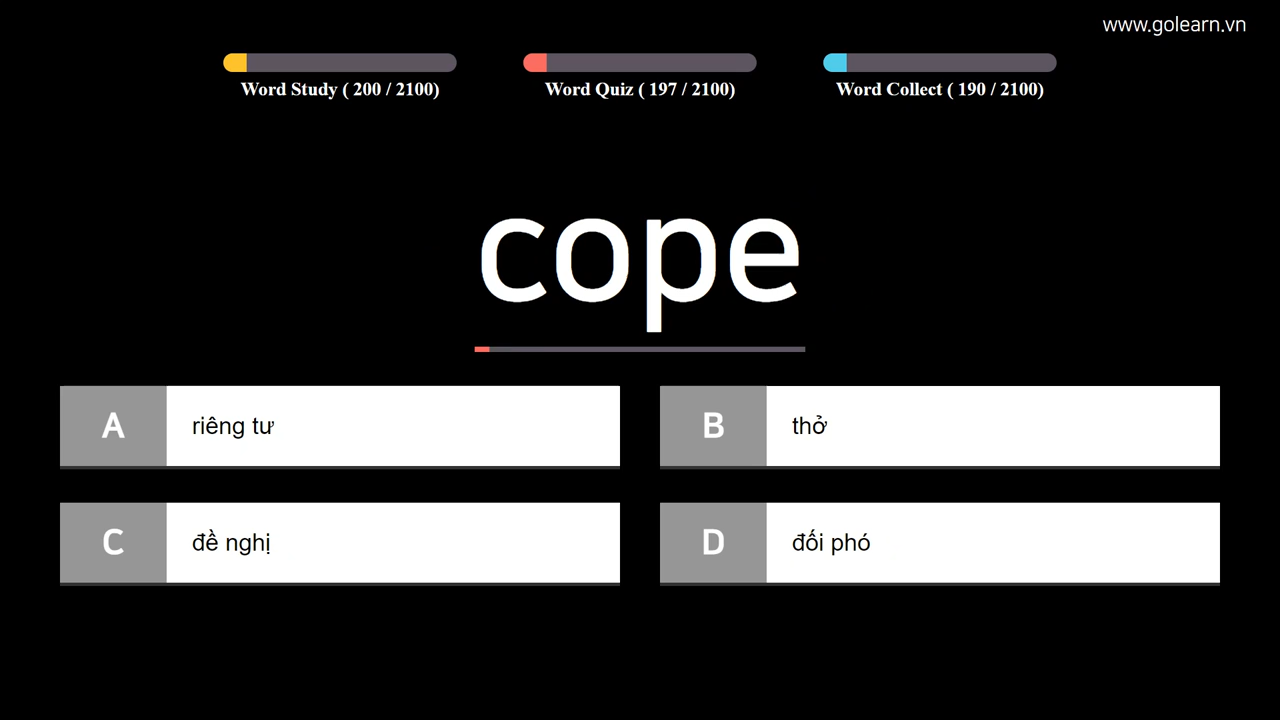 www.golearn.vn
Word Study ( 200 / 2100)
Word Quiz ( 197 / 2100)
Word Collect ( 190 / 2100)
cope
A riêng tư
B thở
C đề nghị
D đối phó